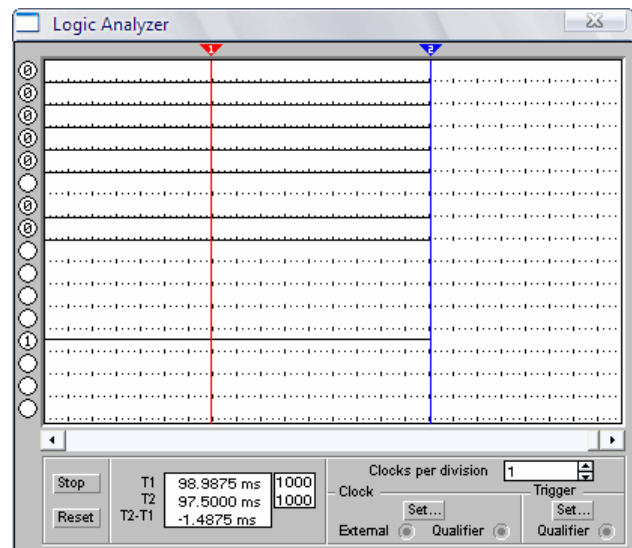 Logic Analyzer
1 2
0
0
0
0
0
0
0
1
Clocks per division 1
Stop T1 98.9875 ms 1000
T2 97.5000 ms 1000
Reset T2-T1 -1.4875 ms
Clock Trigger
Set... Set...
External Qualifier Qualifier